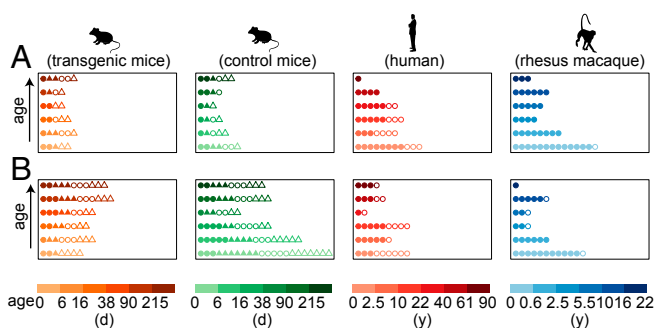 A
(transgenic mice) (control mice) (human) (rhesus macaque)
age
B
age
age 0 6 16 38 90 215 0 6 16 38 90 215 0 2.5 10 22 40 61 90 0 0.6 2.5 5 10 16 22
(d) (d) (y) (y)